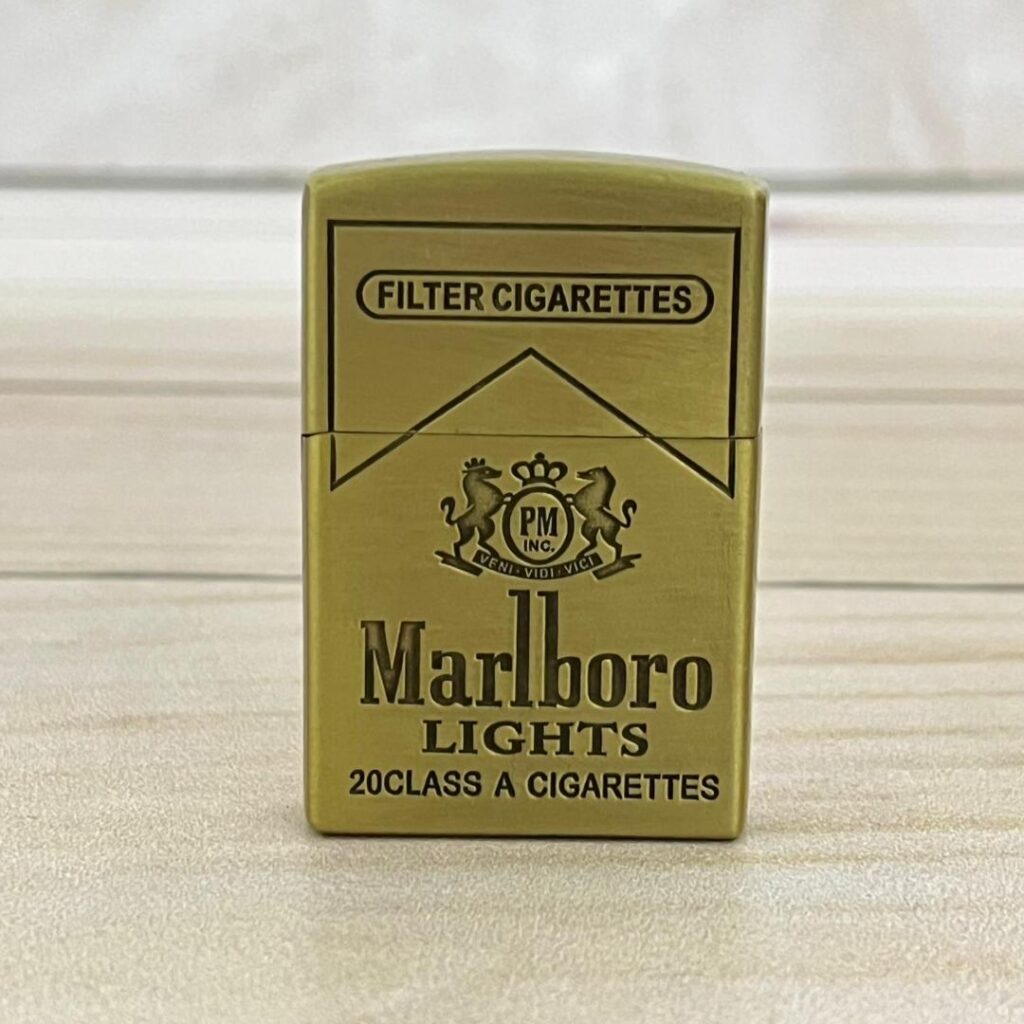 FILTER CIGARETTES
PM
INC.
VENI·VIDI·VICI
Marlboro
LIGHTS
20CLASS A CIGARETTES